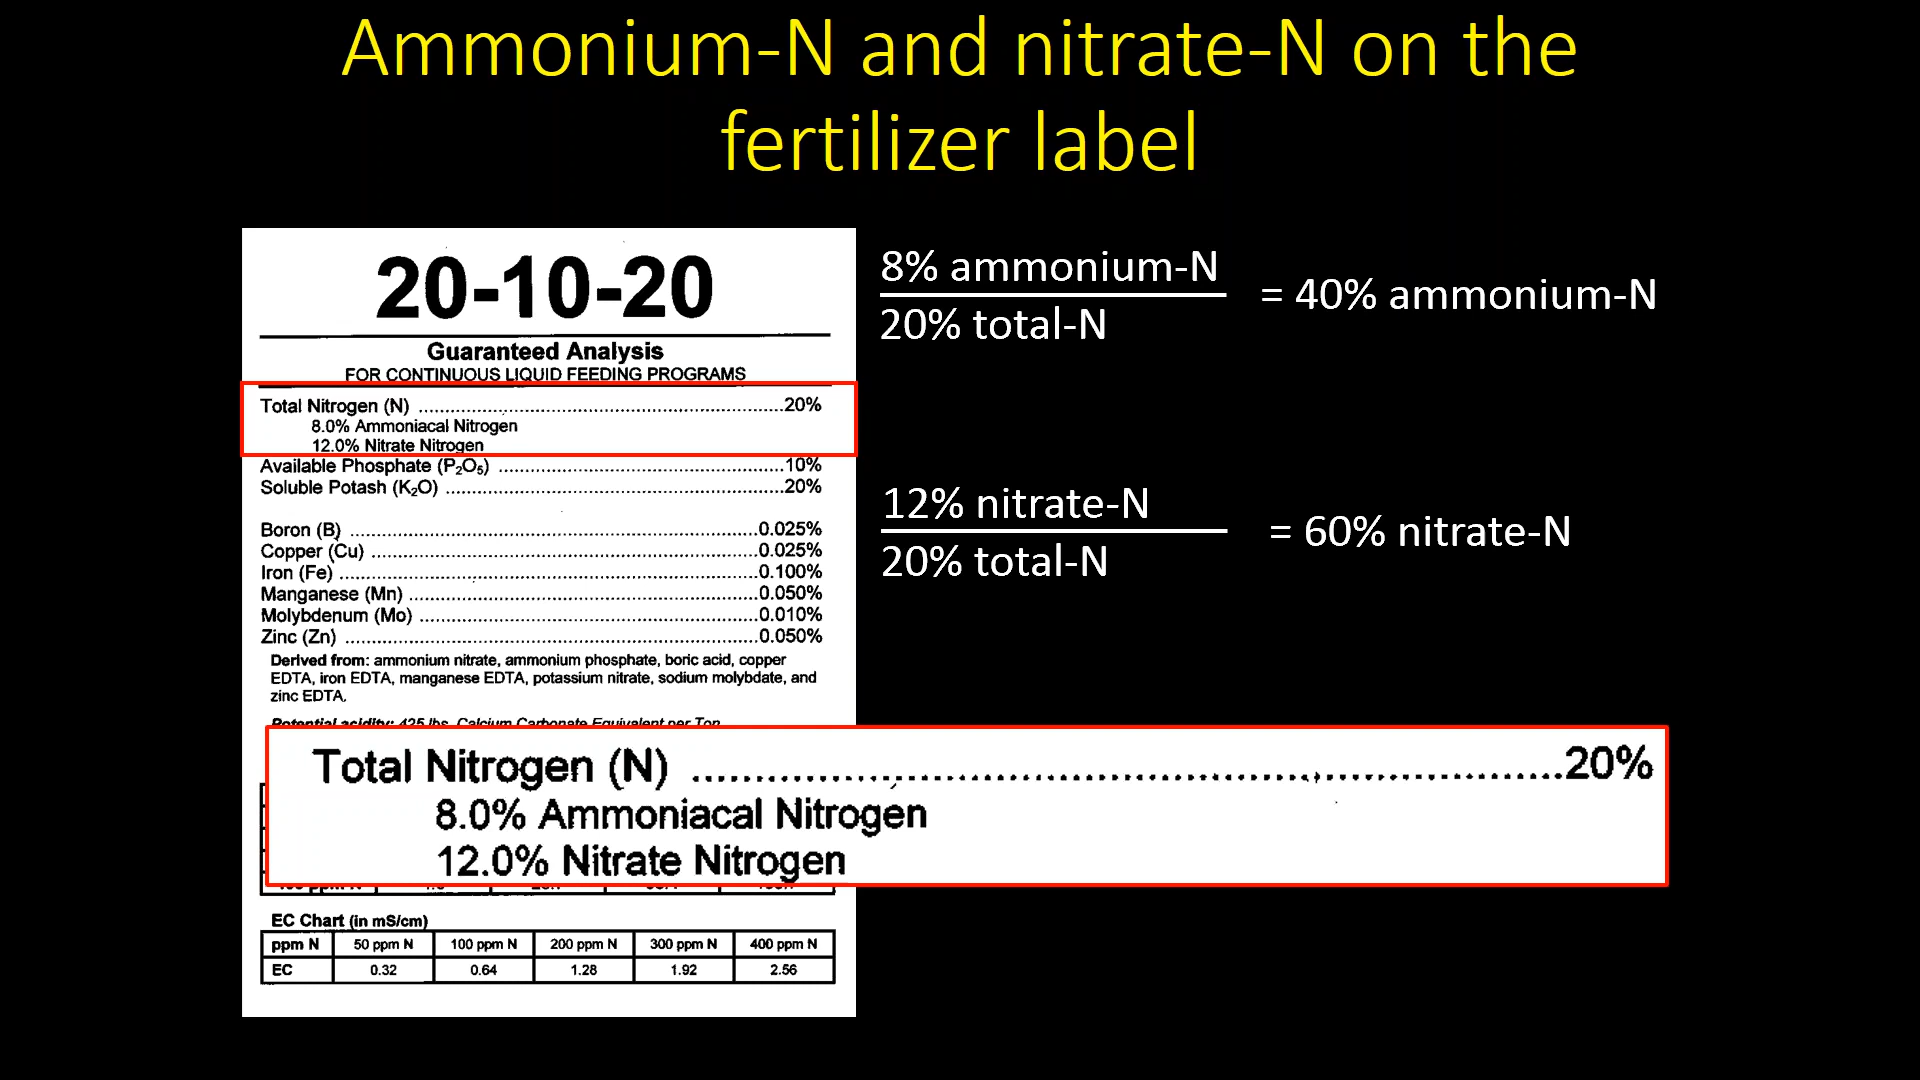 Ammonium-N and nitrate-N on the
fertilizer label
20-10-20
Guaranteed Analysis
FOR CONTINUOUS LIQUID FEEDING PROGRAMS
Total Nitrogen (N) ........................................................................20%
8.0% Ammoniacal Nitrogen
12.0% Nitrate Nitrogen
Available Phosphate (P₂O₅) ........................................................10%
Soluble Potash (K₂O) ..................................................................20%
Boron (B) ................................................................................0.025%
Copper (Cu) ............................................................................0.025%
Iron (Fe) ..................................................................................0.100%
Manganese (Mn) .....................................................................0.050%
Molybdenum (Mo) ...................................................................0.010%
Zinc (Zn) .................................................................................0.050%
Derived from: ammonium nitrate, ammonium phosphate, boric acid, copper
EDTA, iron EDTA, manganese EDTA, potassium nitrate, sodium molybdate, and
zinc EDTA.
Potential acidity: 425 lbs. Calcium Carbonate Equivalent per Ton
8% ammonium-N
20% total-N
= 40% ammonium-N
12% nitrate-N
20% total-N
= 60% nitrate-N
Total Nitrogen (N) ........................................................20%
8.0% Ammoniacal Nitrogen
12.0% Nitrate Nitrogen
EC Chart (in mS/cm)
ppm N 50 ppm N 100 ppm N 200 ppm N 300 ppm N 400 ppm N
EC 0.32 0.64 1.28 1.92 2.56